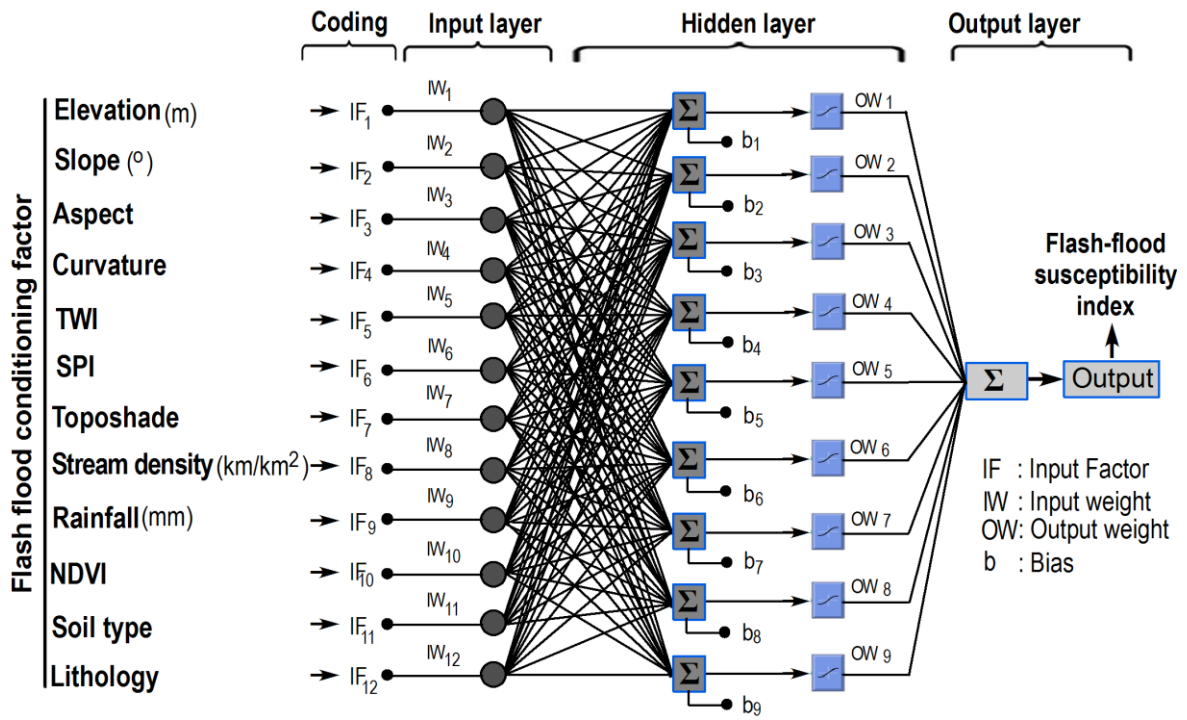 Coding Input layer Hidden layer Output layer
Flash flood conditioning factor
Elevation (m) IF1 IW1 Σ b1 OW 1
Slope (º) IF2 IW2 Σ b2 OW 2
Aspect IF3 IW3 Σ b3 OW 3
Curvature IF4 IW4 Σ b4 OW 4
TWI IF5 IW5 Σ b5 OW 5
SPI IF6 IW6 Σ b6 OW 6
Toposhade IF7 IW7 Σ b7 OW 7
Stream density (km/km²) IF8 IW8 Σ b8 OW 8
Rainfall (mm) IF9 IW9 Σ b9 OW 9
NDVI IF10 IW10
Soil type IF11 IW11
Lithology IF12 IW12
Flash-flood
susceptibility
index
Σ Output
IF : Input Factor
IW : Input weight
OW: Output weight
b : Bias